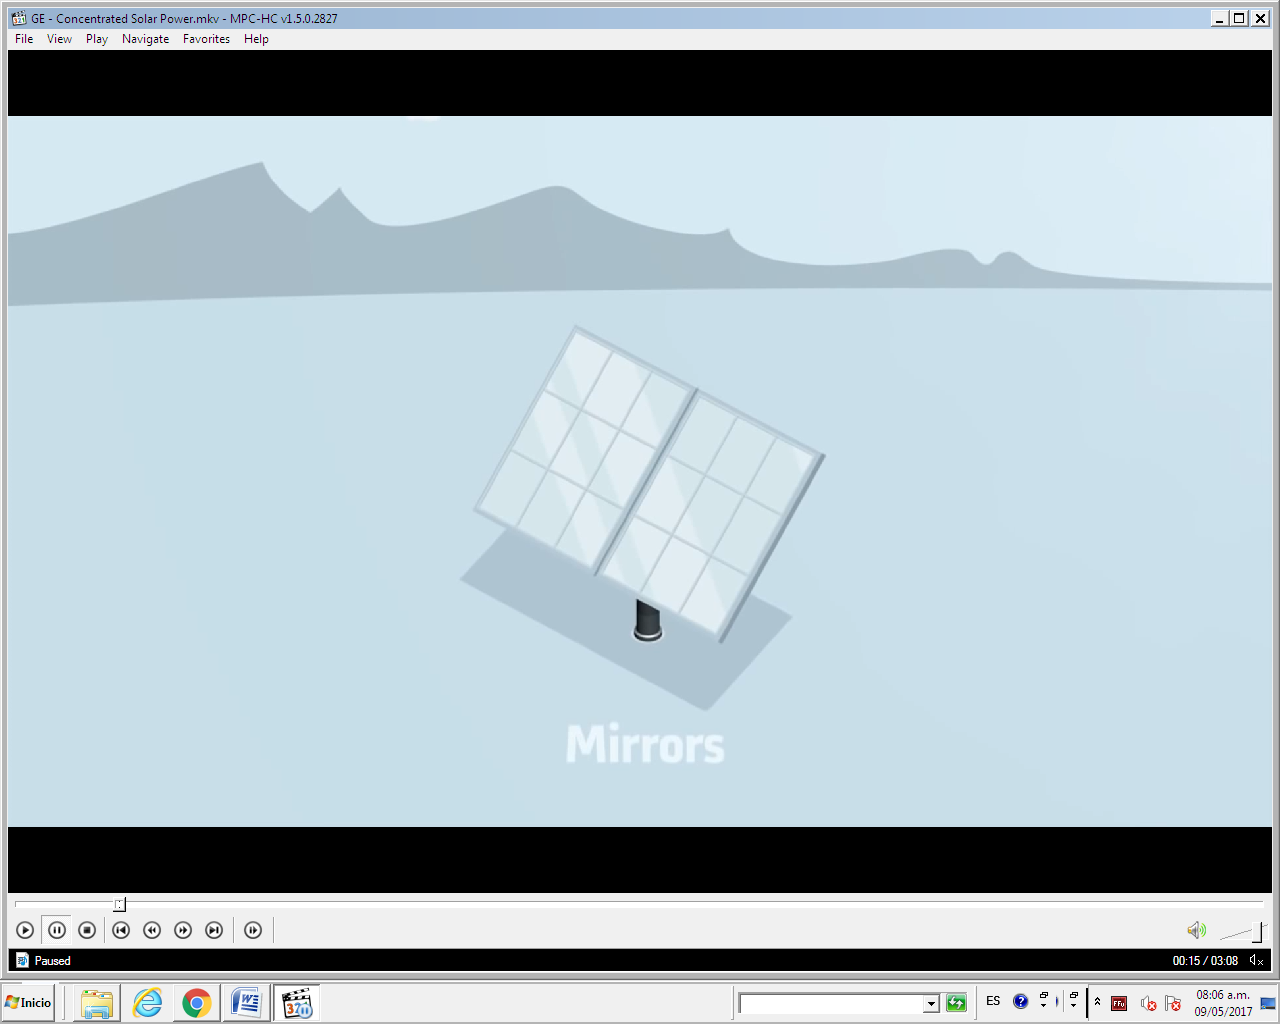 GE - Concentrated Solar Power.mkv - MPC-HC v1.5.0.2827
File View Play Navigate Favorites Help
Mirrors
Paused
00:15 / 03:08
Inicio
ES
08:06 a.m.
09/05/2017